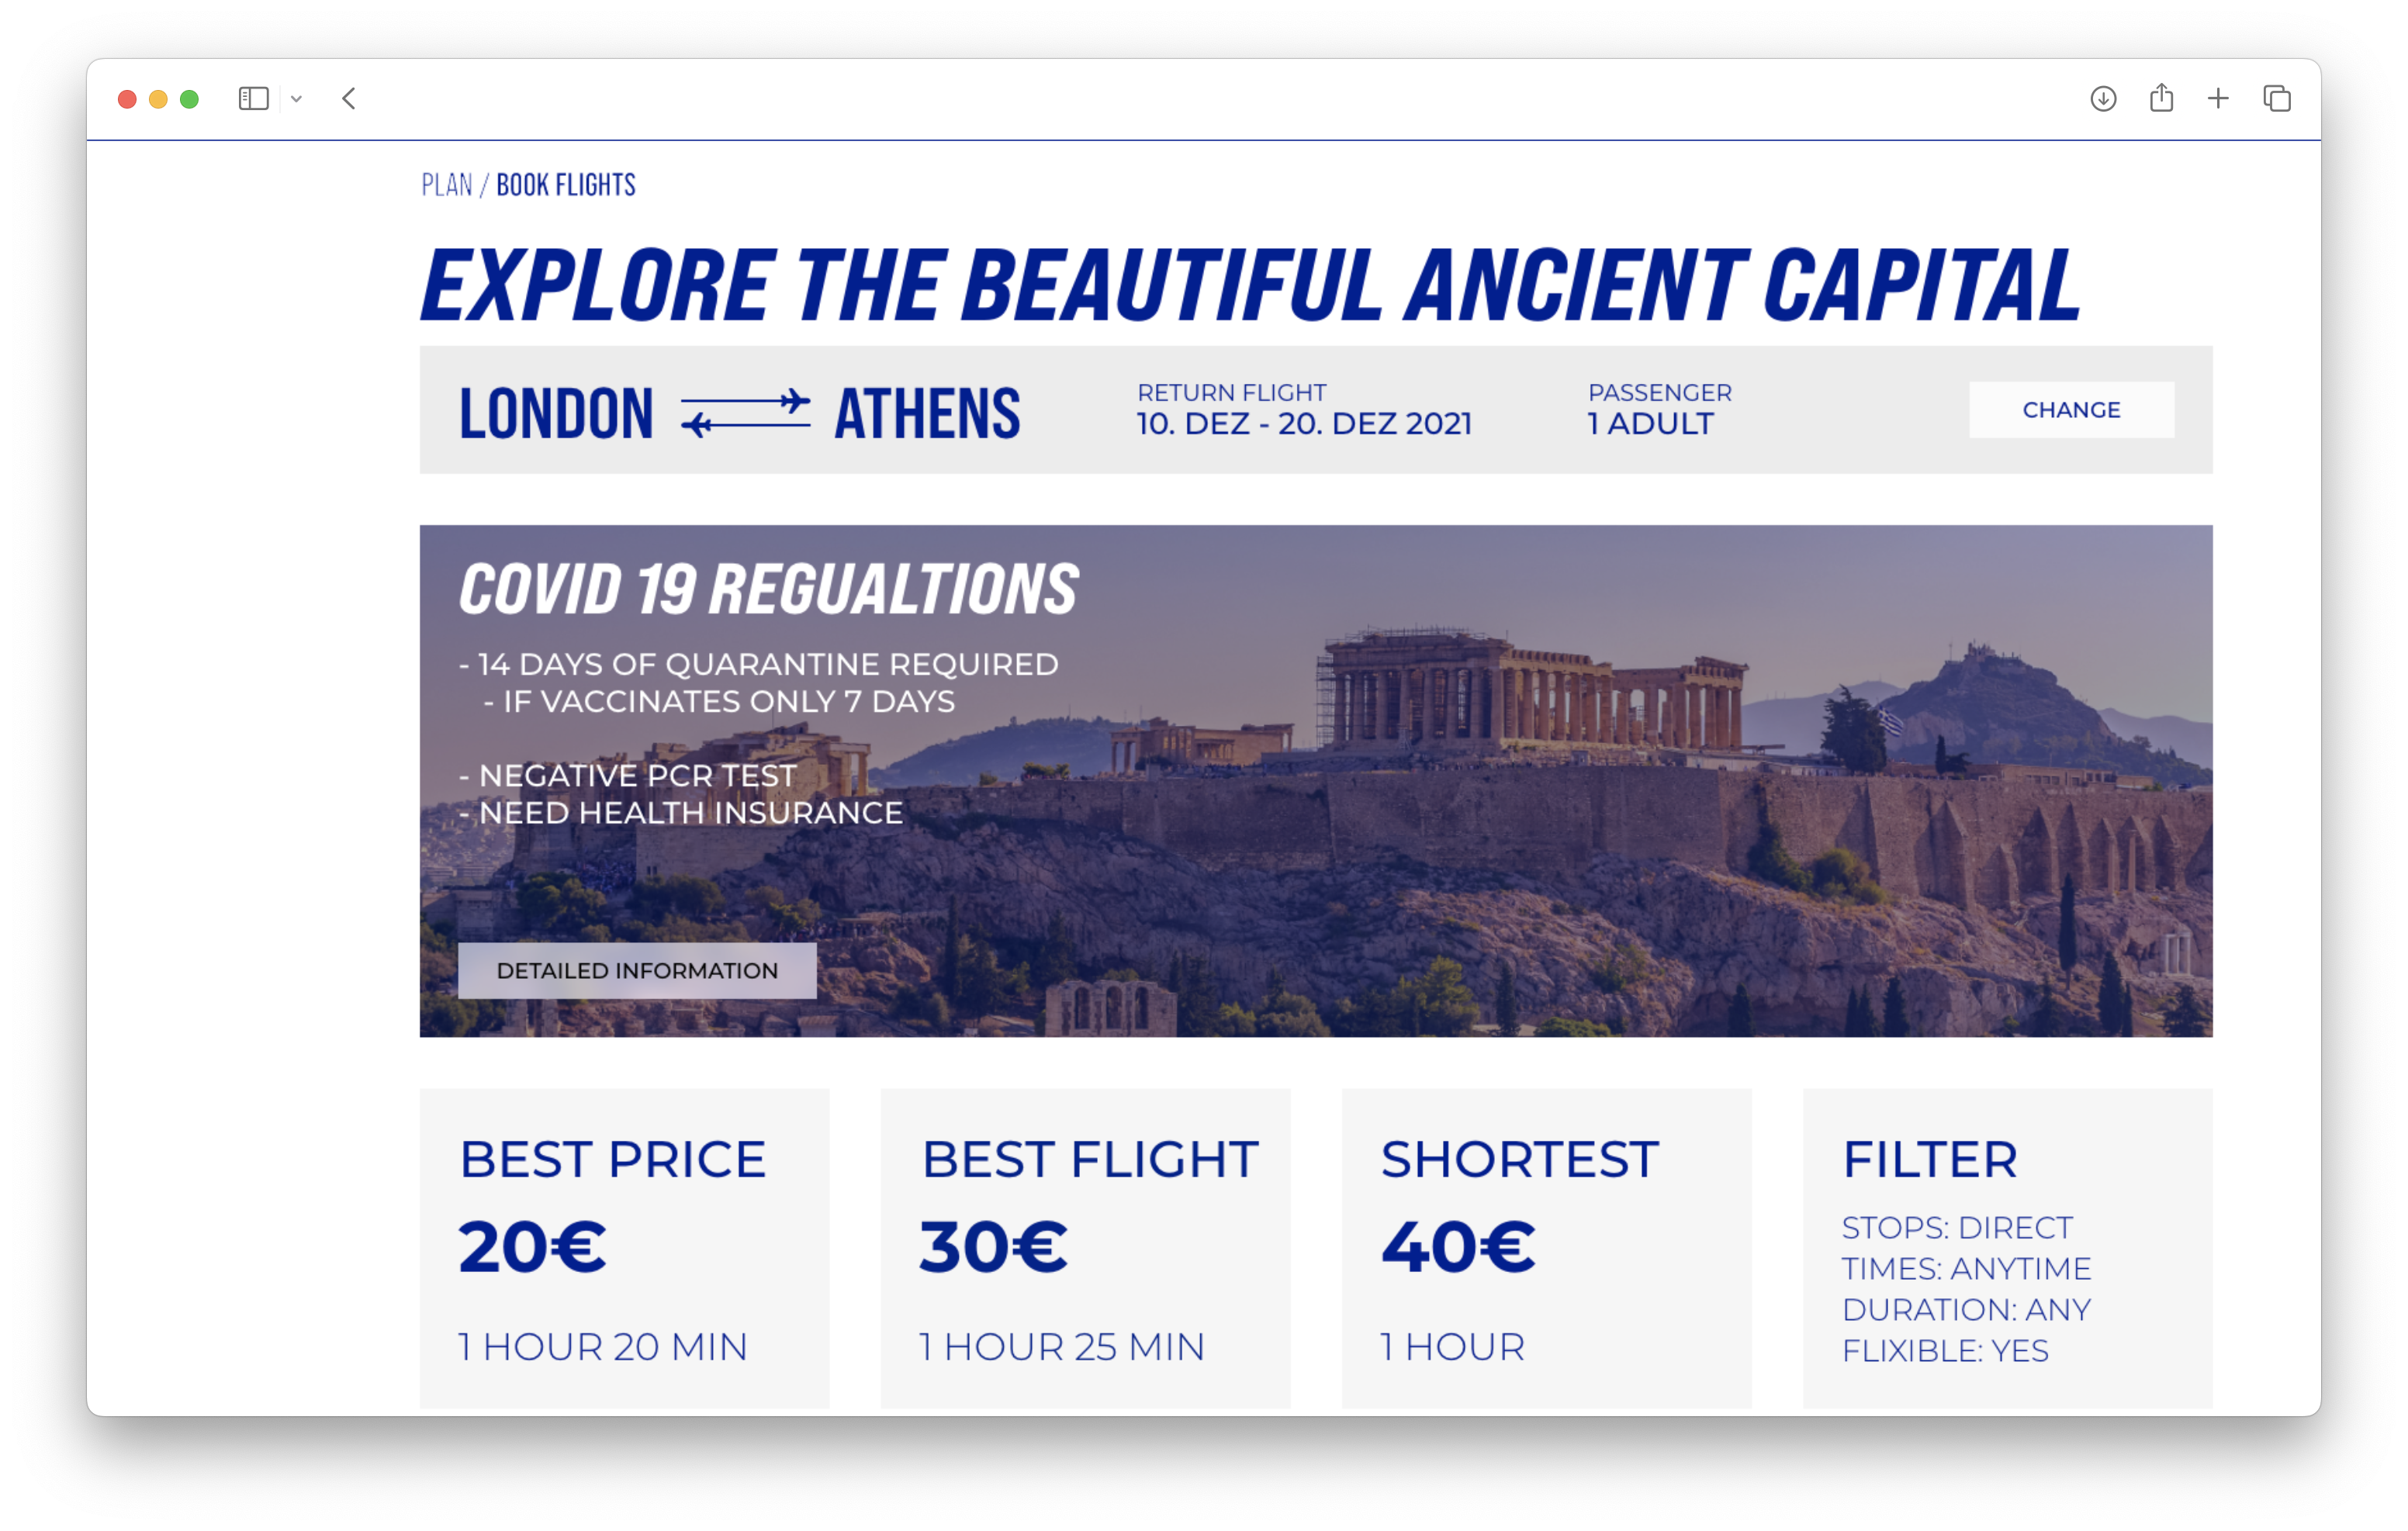 PLAN / BOOK FLIGHTS
EXPLORE THE BEAUTIFUL ANCIENT CAPITAL
LONDON ATHENS
RETURN FLIGHT
10. DEZ - 20. DEZ 2021
PASSENGER
1 ADULT
CHANGE
COVID 19 REGUALTIONS
- 14 DAYS OF QUARANTINE REQUIRED
- IF VACCINATES ONLY 7 DAYS
- NEGATIVE PCR TEST
- NEED HEALTH INSURANCE
DETAILED INFORMATION
BEST PRICE
20€
1 HOUR 20 MIN
BEST FLIGHT
30€
1 HOUR 25 MIN
SHORTEST
40€
1 HOUR
FILTER
STOPS: DIRECT
TIMES: ANYTIME
DURATION: ANY
FLIXIBLE: YES